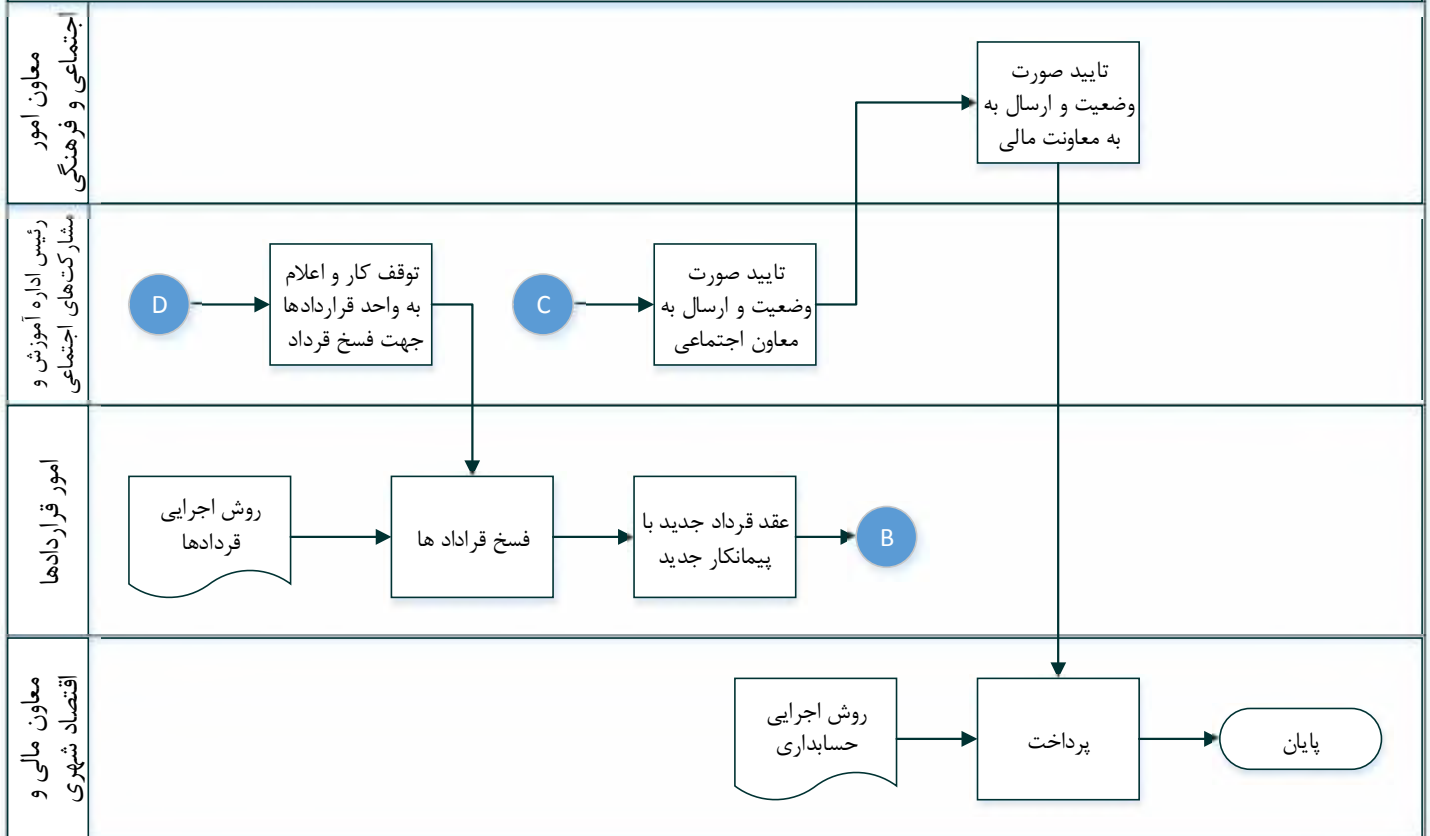 معاون امور
اجتماعی و فرهنگی
تایید صورت
وضعیت و ارسال به
به معاونت مالی
رئیس اداره آموزش و
مشارکت‌های اجتماعی
D
توقف کار و اعلام
به واحد قراردادها
جهت فسخ قرداد
C
تایید صورت
وضعیت و ارسال به
معاون اجتماعی
امور قراردادها
روش اجرایی
قردادها
فسخ قراداد ها
عقد قرداد جدید با
پیمانکار جدید
B
معاون مالی و
اقتصاد شهری
روش اجرایی
حسابداری
پرداخت
پایان